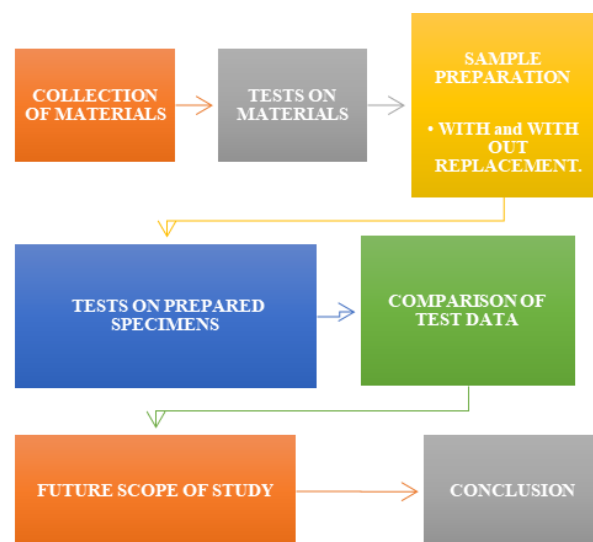 COLLECTION
OF MATERIALS
TESTS ON
MATERIALS
SAMPLE
PREPARATION
• WITH and WITH
OUT
REPLACEMENT.
TESTS ON PREPARED
SPECIMENS
COMPARISON OF
TEST DATA
FUTURE SCOPE OF STUDY
CONCLUSION